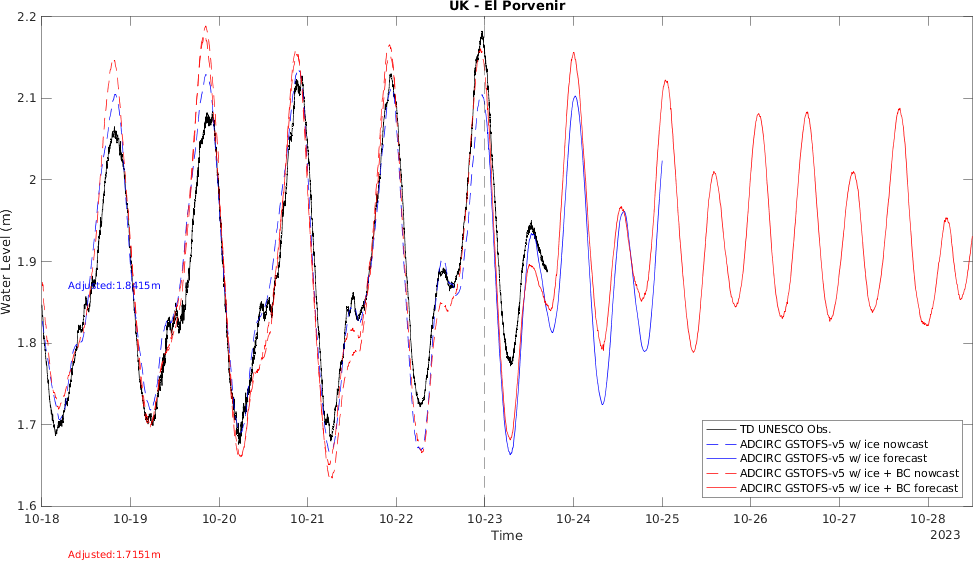 UK - El Porvenir
2.2
2.1
2
1.9
1.8
1.7
1.6
Water Level (m)
Adjusted:1.8415m
TD UNESCO Obs.
ADCIRC GSTOFS-v5 w/ ice nowcast
ADCIRC GSTOFS-v5 w/ ice forecast
ADCIRC GSTOFS-v5 w/ ice + BC nowcast
ADCIRC GSTOFS-v5 w/ ice + BC forecast
10-18 10-19 10-20 10-21 10-22 10-23 10-24 10-25 10-26 10-27 10-28
Time
2023
Adjusted:1.7151m